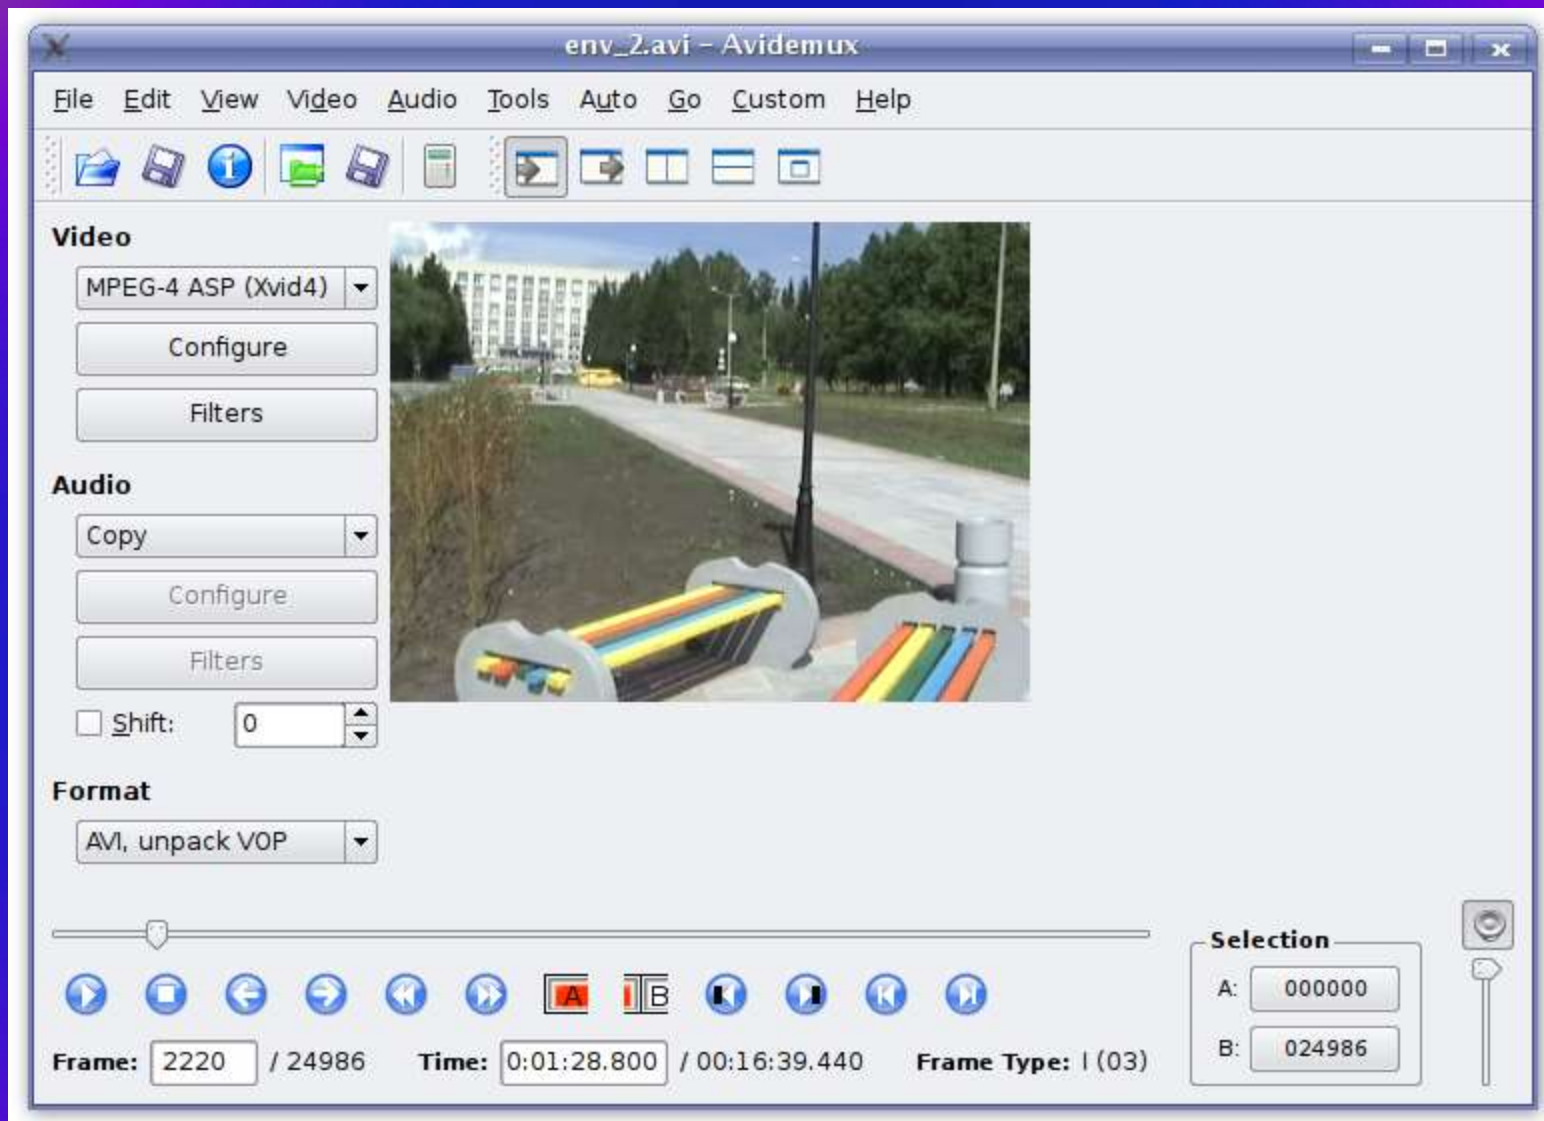 env_2.avi – Avidemux
File Edit View Video Audio Tools Auto Go Custom Help
Video
MPEG-4 ASP (Xvid4)
Configure
Filters
Audio
Copy
Configure
Filters
Shift: 0
Format
AVI, unpack VOP
A B
Selection
A: 000000
B: 024986
Frame: 2220 / 24986 Time: 0:01:28.800 / 00:16:39.440 Frame Type: I (03)